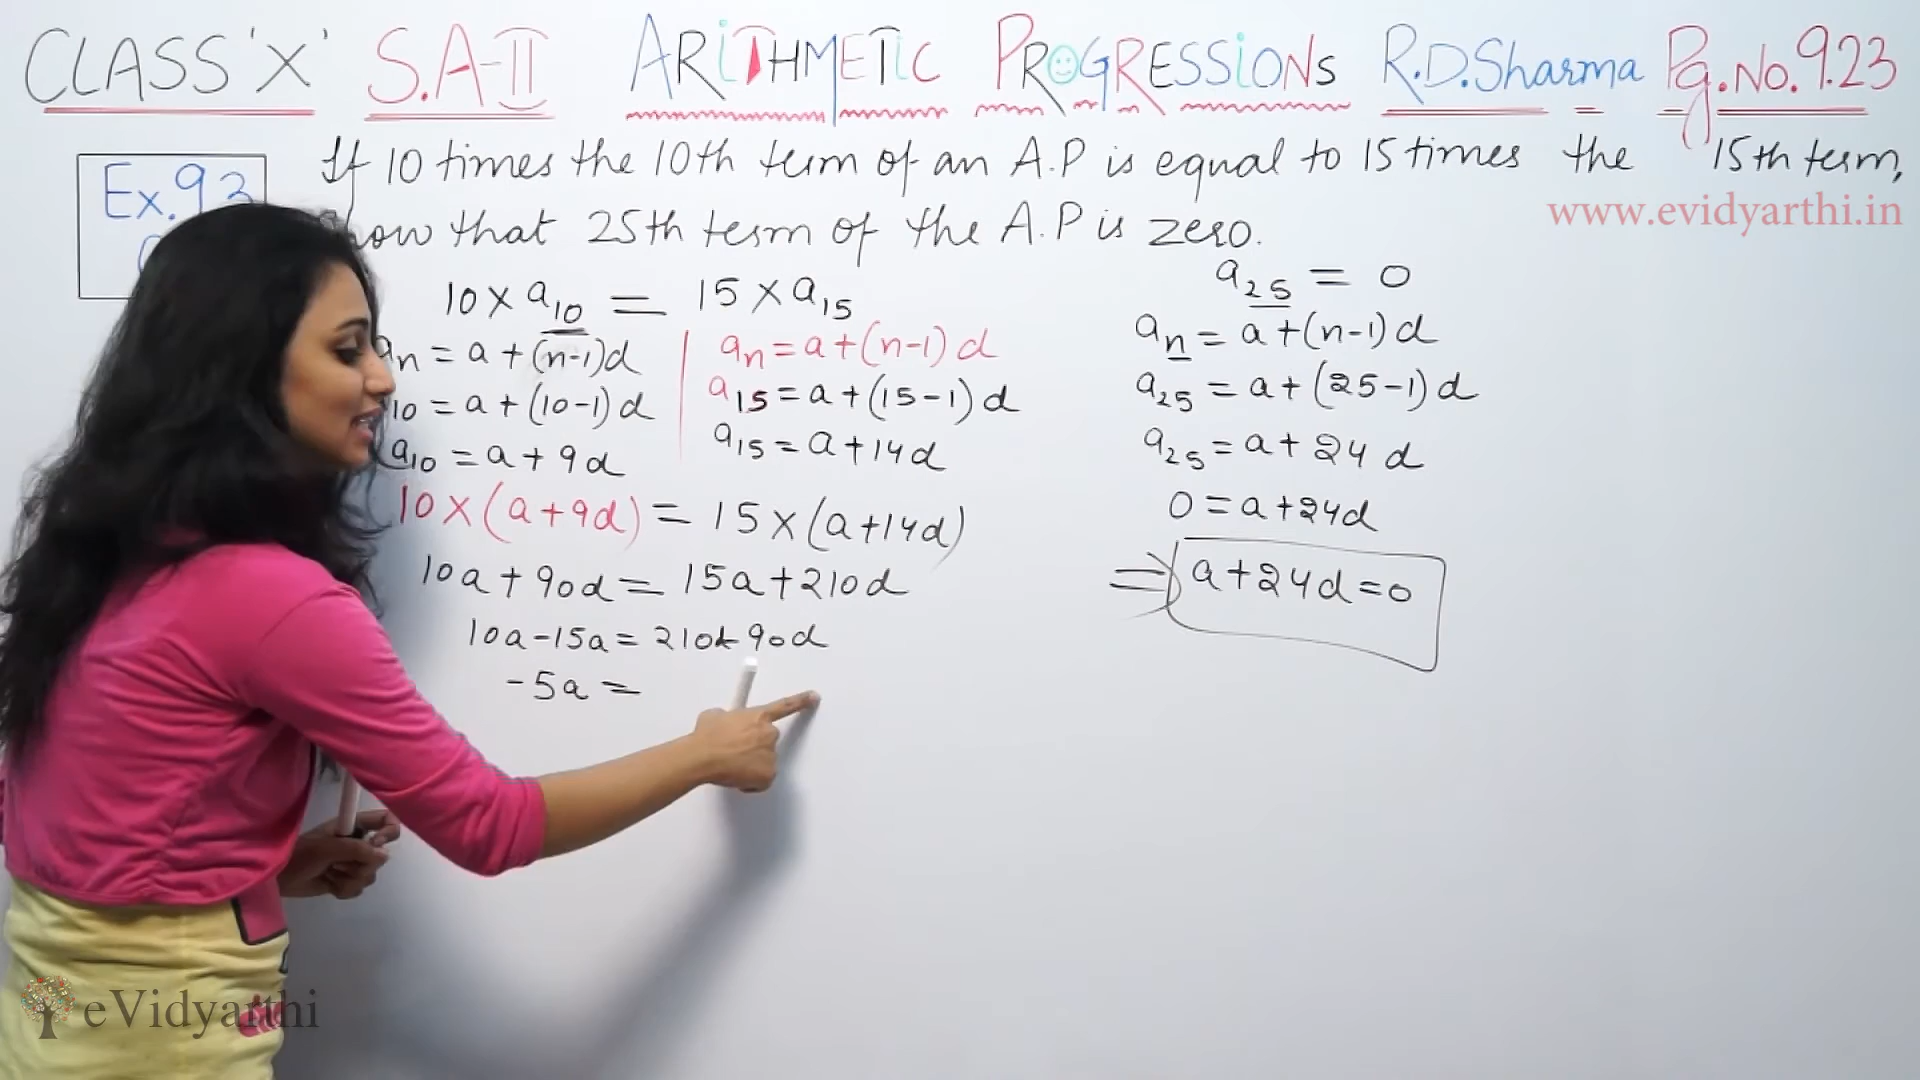 CLASS 'X' S.A-II ARITHMETIC PROGRESSIONS R.D.Sharma Pg.No.9.23
Ex.9.3
If 10 times the 10th term of an A.P is equal to 15 times the 15th term,
that 25th term of the A.P is zero.
www.evidyarthi.in
10 × a10 = 15 × a15
an = a + (n-1)d
10 = a + (10-1)d
a10 = a + 9d
an = a + (n-1) d
a15 = a + (15-1) d
a15 = a + 14d
10 × (a + 9d) = 15 × (a + 14d)
10a + 90d = 15a + 210d
10a - 15a = 210d - 90d
-5a =
a25 = 0
an = a + (n-1) d
a25 = a + (25-1) d
a25 = a + 24 d
0 = a + 24d
⇒ a + 24d = 0
eVidyarthi